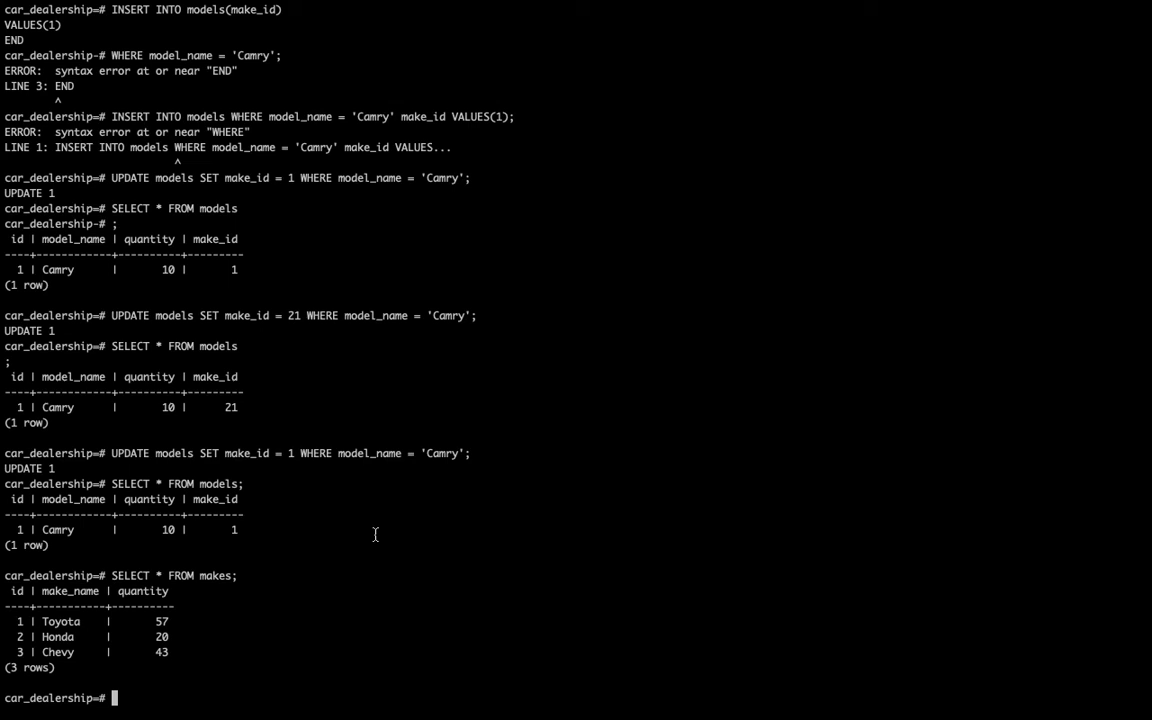 car_dealership=# INSERT INTO models(make_id)
VALUES(1)
END
car_dealership-# WHERE model_name = 'Camry';
ERROR:  syntax error at or near "END"
LINE 3: END
        ^
car_dealership=# INSERT INTO models WHERE model_name = 'Camry' make_id VALUES(1);
ERROR:  syntax error at or near "WHERE"
LINE 1: INSERT INTO models WHERE model_name = 'Camry' make_id VALUES...
                           ^
car_dealership=# UPDATE models SET make_id = 1 WHERE model_name = 'Camry';
UPDATE 1
car_dealership=# SELECT * FROM models
car_dealership-# ;
 id | model_name | quantity | make_id
----+------------+----------+---------
  1 | Camry      |       10 |       1
(1 row)

car_dealership=# UPDATE models SET make_id = 21 WHERE model_name = 'Camry';
UPDATE 1
car_dealership=# SELECT * FROM models
;
 id | model_name | quantity | make_id
----+------------+----------+---------
  1 | Camry      |       10 |      21
(1 row)

car_dealership=# UPDATE models SET make_id = 1 WHERE model_name = 'Camry';
UPDATE 1
car_dealership=# SELECT * FROM models;
 id | model_name | quantity | make_id
----+------------+----------+---------
  1 | Camry      |       10 |       1
(1 row)

car_dealership=# SELECT * FROM makes;
 id | make_name | quantity
----+-----------+----------
  1 | Toyota    |       57
  2 | Honda     |       20
  3 | Chevy     |       43
(3 rows)

car_dealership=#